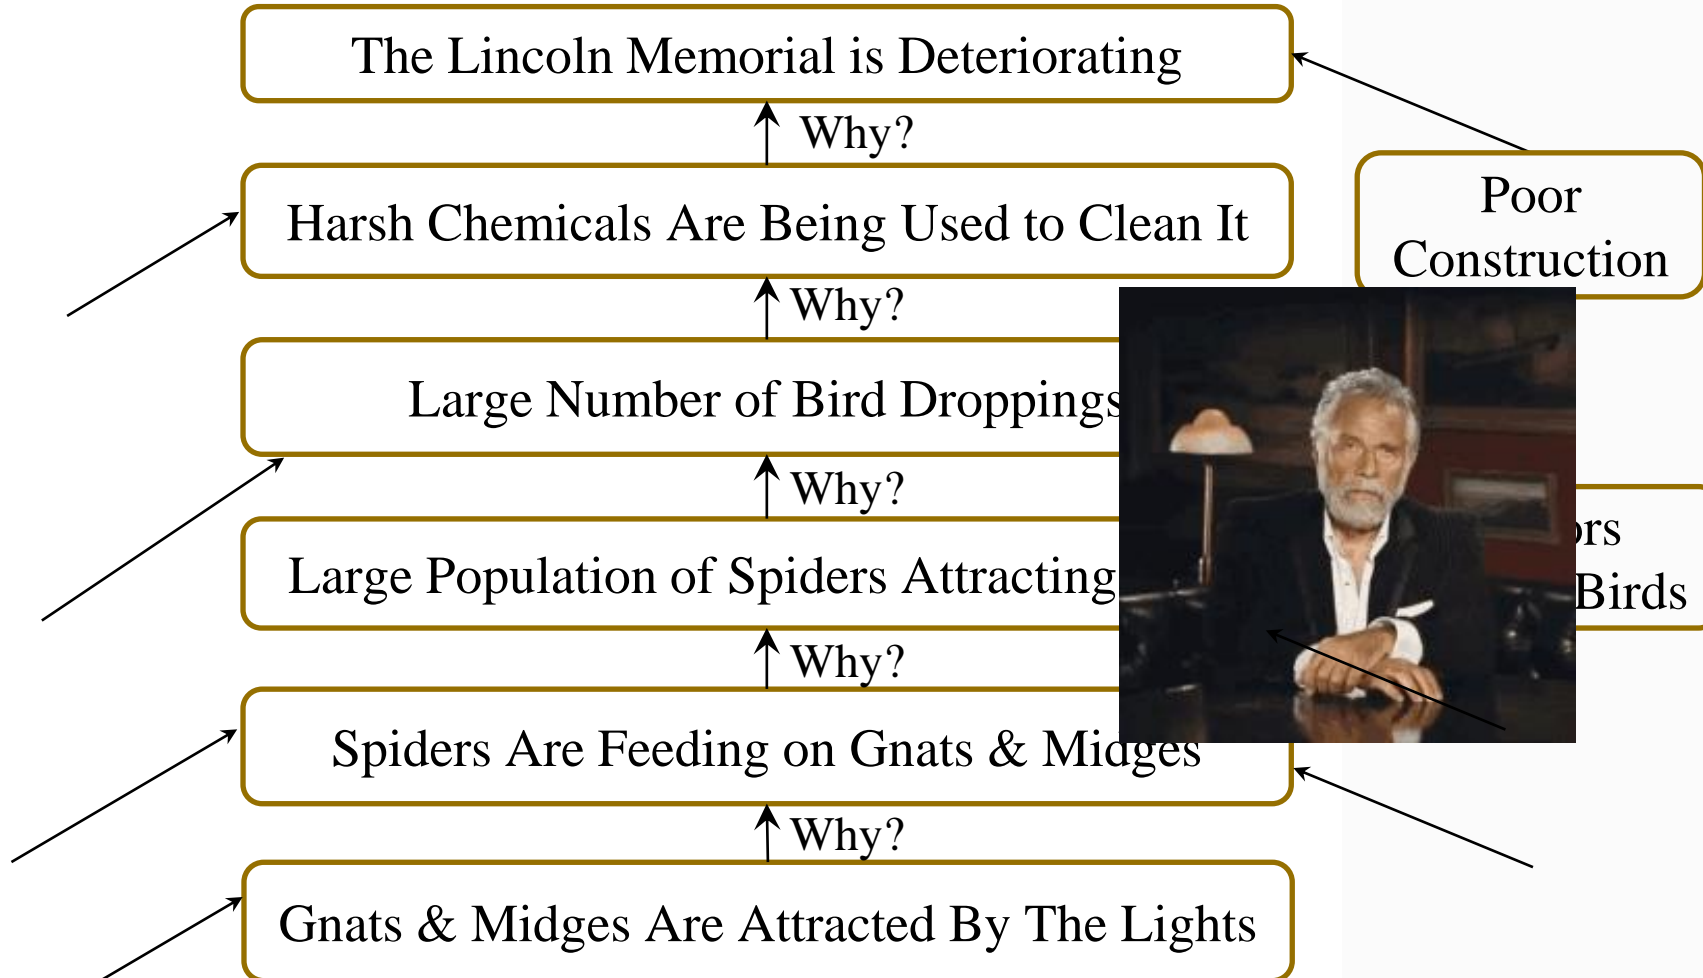 The Lincoln Memorial is Deteriorating
Why?
Poor
Construction
Harsh Chemicals Are Being Used to Clean It
Why?
Large Number of Bird Droppings
Why?
Birds
Large Population of Spiders Attracting
Why?
Spiders Are Feeding on Gnats & Midges
Why?
Gnats & Midges Are Attracted By The Lights